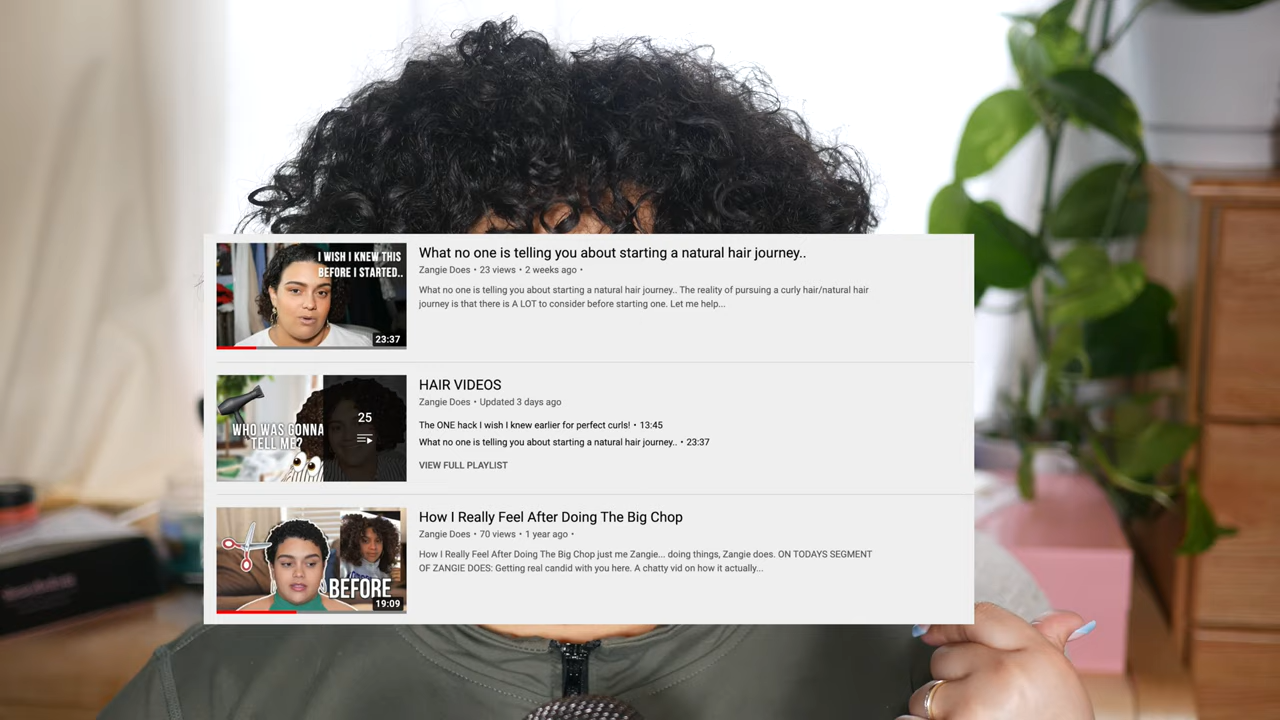 I WISH I KNEW THIS
BEFORE I STARTED..
23:37
What no one is telling you about starting a natural hair journey..
Zangie Does • 23 views • 2 weeks ago •
What no one is telling you about starting a natural hair journey.. The reality of pursuing a curly hair/natural hair
journey is that there is A LOT to consider before starting one. Let me help...
WHO WAS GONNA
TELL ME?
25
HAIR VIDEOS
Zangie Does • Updated 3 days ago
The ONE hack I wish I knew earlier for perfect curls! • 13:45
What no one is telling you about starting a natural hair journey.. • 23:37
VIEW FULL PLAYLIST
BEFORE
19:09
How I Really Feel After Doing The Big Chop
Zangie Does • 70 views • 1 year ago •
How I Really Feel After Doing The Big Chop just me Zangie... doing things, Zangie does. ON TODAYS SEGMENT
OF ZANGIE DOES: Getting real candid with you here. A chatty vid on how it actually...